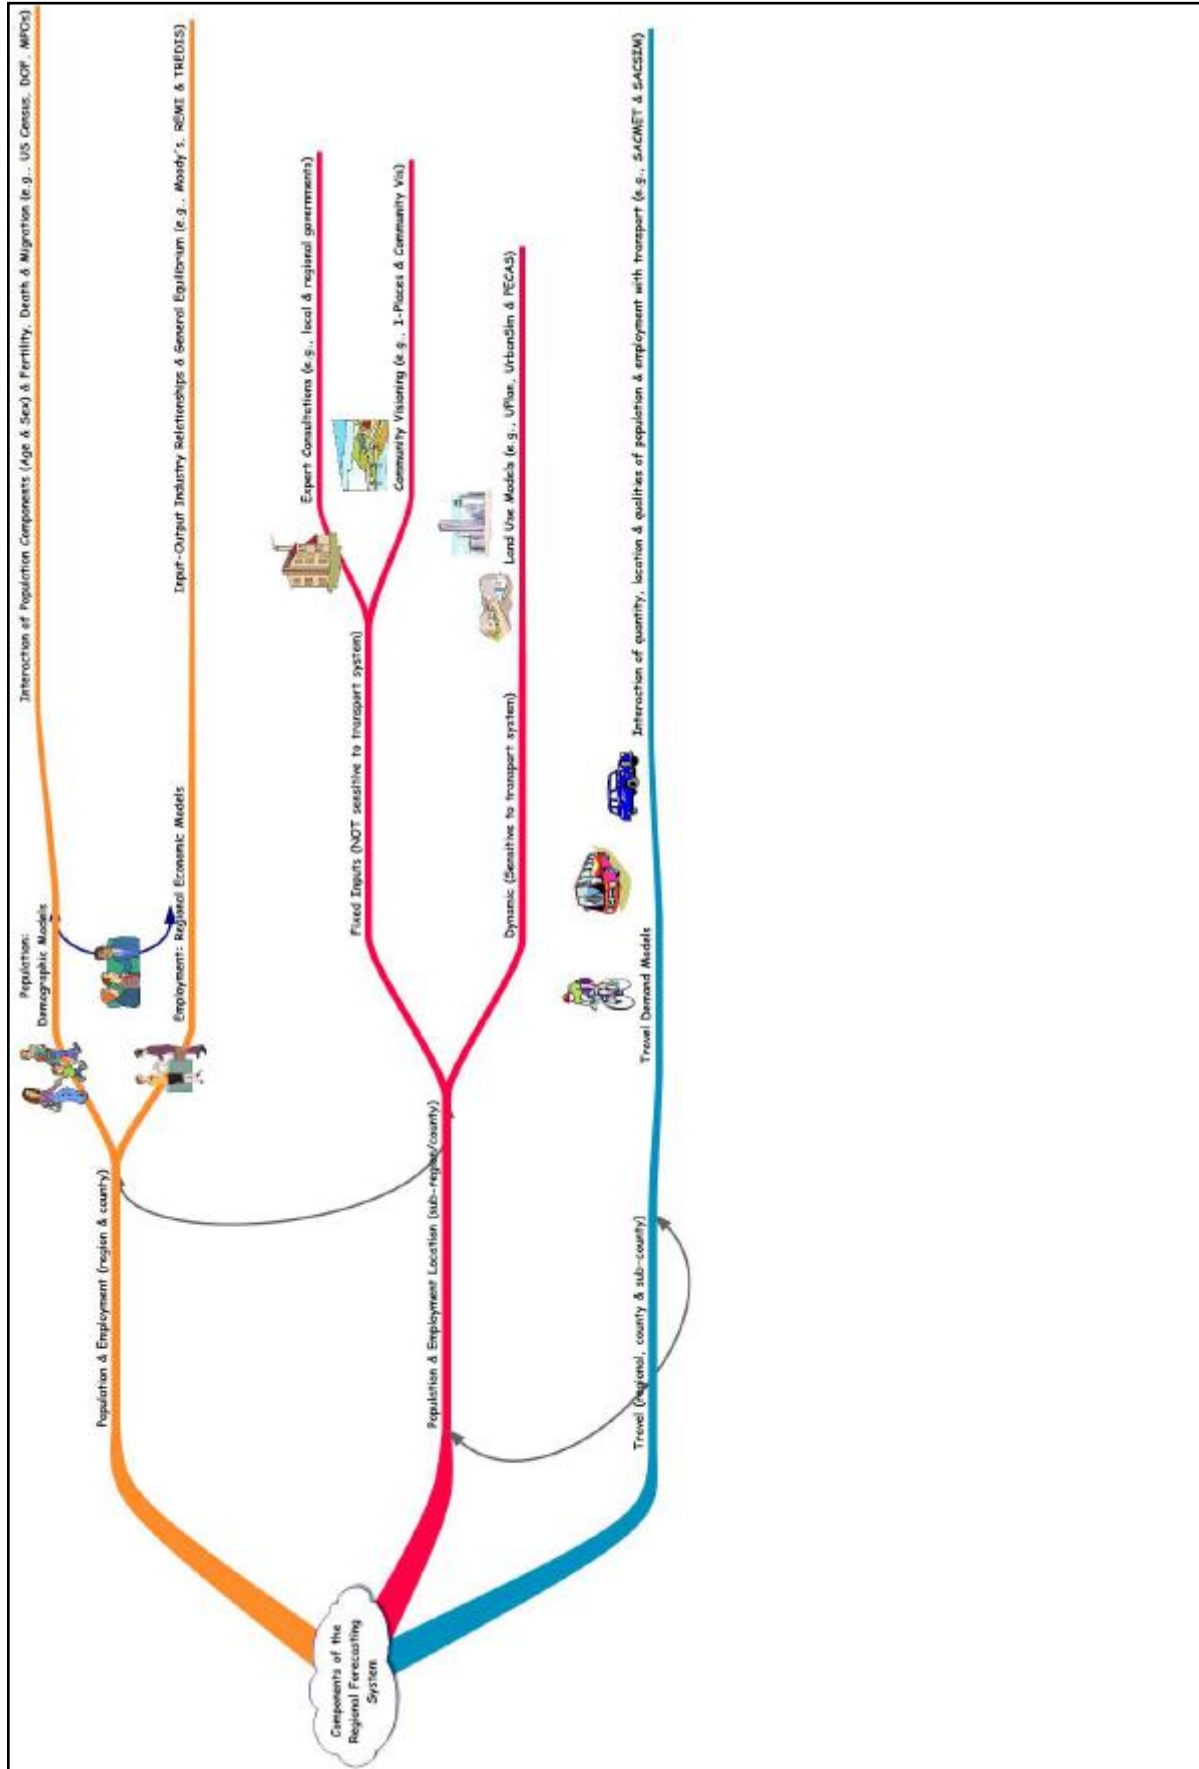 Components of the
Regional Forecasting
System
Population & Employment (region & county)
Population:
Demographic Models
Interaction of Population Components (Age & Sex) & Fertility, Death & Migration (e.g., US Census, DOF, MPOs)
Employment: Regional Economic Models
Input-Output Industry Relationships & General Equilibrium (e.g., Moody's, REMI & TREDIS)
Population & Employment Location (sub-region/county)
Fixed Inputs (NOT sensitive to transport system)
Expert Consultations (e.g., local & regional governments)
Community Visioning (e.g., I-Places & Community Vis)
Dynamic (Sensitive to transport system)
Land Use Models (e.g., UPlan, UrbanSim & PECAS)
Travel (regional, county & sub-county)
Travel Demand Models
Interaction of quantity, location & qualities of population & employment with transport (e.g., SACMET & SACSIM)